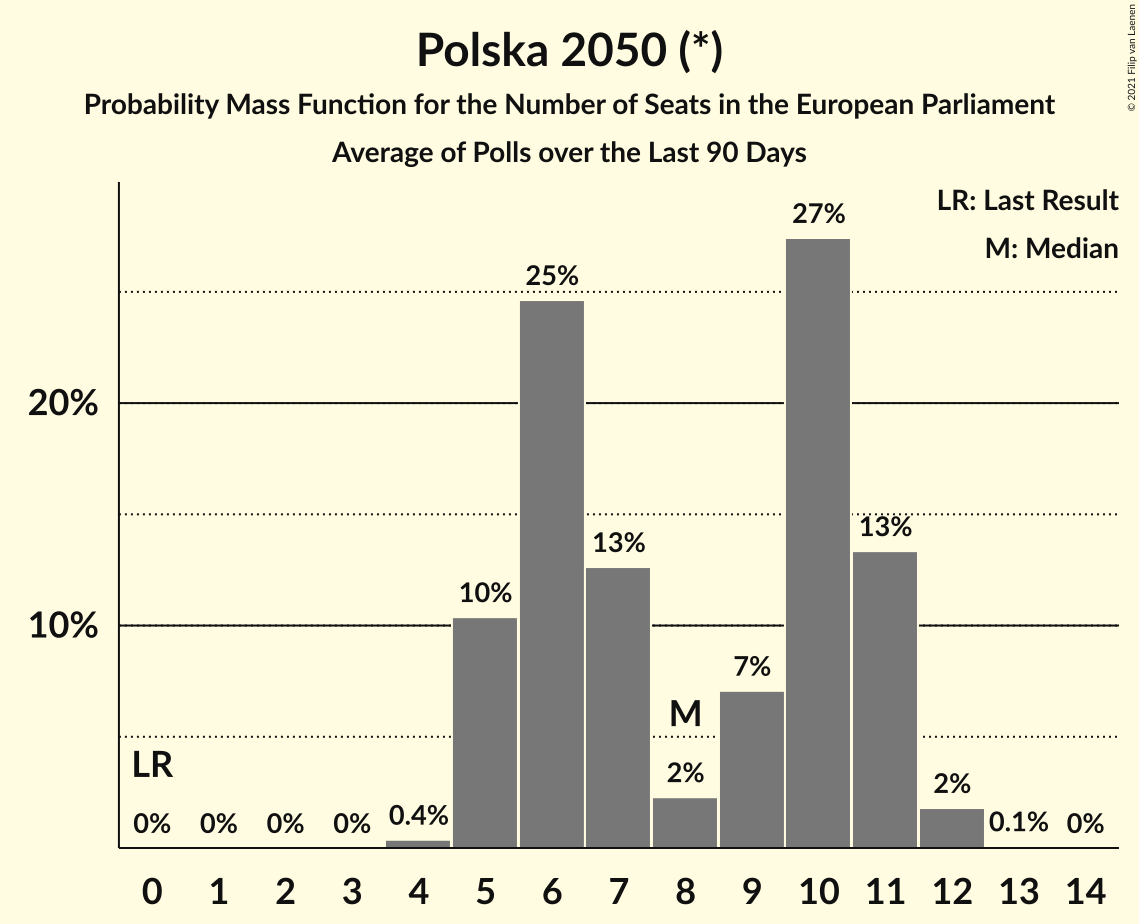 Polska 2050 (*)
Probability Mass Function for the Number of Seats in the European Parliament
Average of Polls over the Last 90 Days
© 2021 Filip van Laenen
LR: Last Result
M: Median
20%
10%
LR
M
0%
0%
0%
0%
0.4%
10%
25%
13%
2%
7%
27%
13%
2%
0.1%
0%
0 1 2 3 4 5 6 7 8 9 10 11 12 13 14